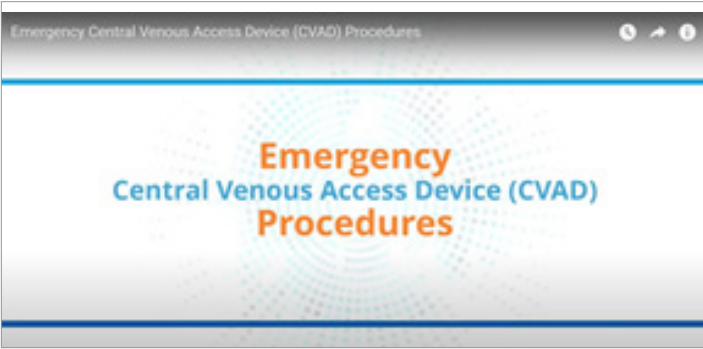 Emergency Central Venous Access Device (CVAD) Procedures
Emergency
Central Venous Access Device (CVAD)
Procedures